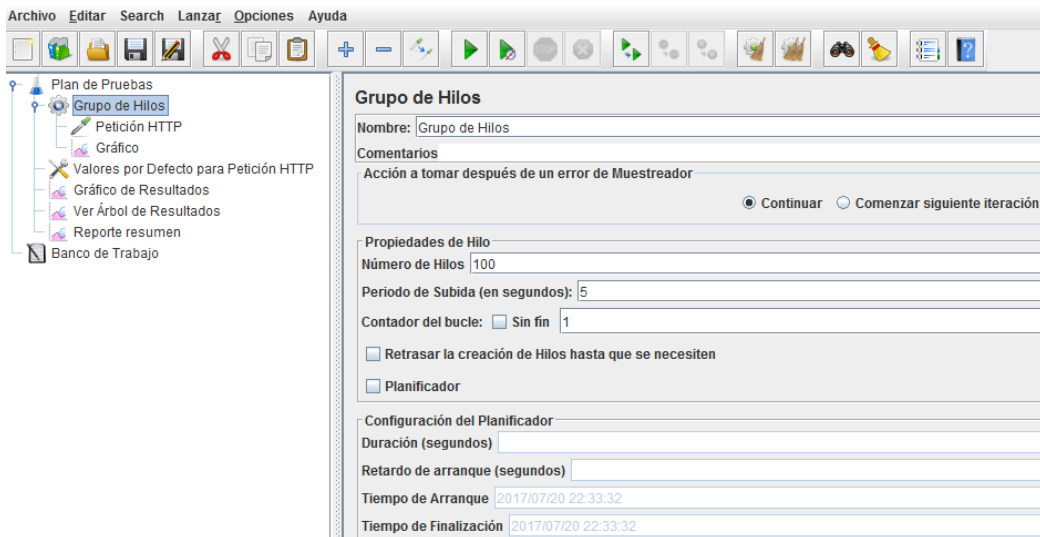 Archivo Editar Search Lanzar Opciones Ayuda
STOP
Plan de Pruebas
Grupo de Hilos
Petición HTTP
Gráfico
Valores por Defecto para Petición HTTP
Gráfico de Resultados
Ver Árbol de Resultados
Reporte resumen
Banco de Trabajo
Grupo de Hilos
Nombre: Grupo de Hilos
Comentarios
Acción a tomar después de un error de Muestreador
Continuar Comenzar siguiente iteración
Propiedades de Hilo
Número de Hilos 100
Periodo de Subida (en segundos): 5
Contador del bucle: Sin fin 1
Retrasar la creación de Hilos hasta que se necesiten
Planificador
Configuración del Planificador
Duración (segundos)
Retardo de arranque (segundos)
Tiempo de Arranque 2017/07/20 22:33:32
Tiempo de Finalización 2017/07/20 22:33:32